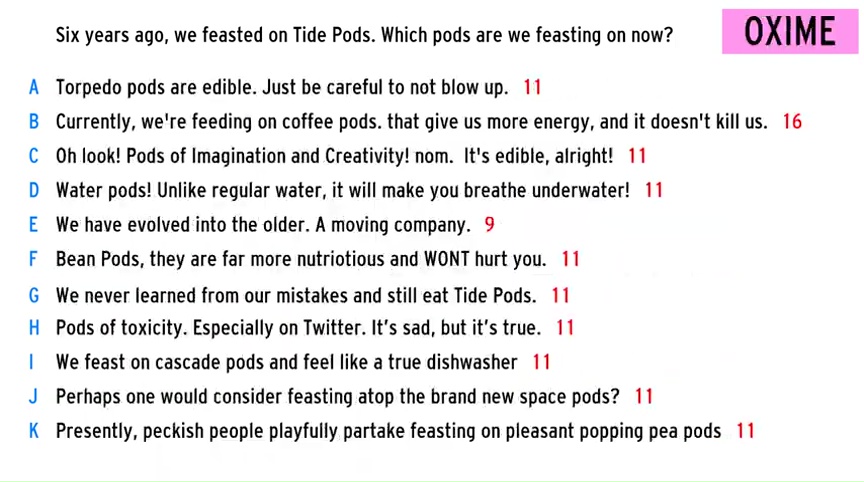 Six years ago, we feasted on Tide Pods. Which pods are we feasting on now?
OXIME
A Torpedo pods are edible. Just be careful to not blow up. 11
B Currently, we're feeding on coffee pods. that give us more energy, and it doesn't kill us. 16
C Oh look! Pods of Imagination and Creativity! nom. It's edible, alright! 11
D Water pods! Unlike regular water, it will make you breathe underwater! 11
E We have evolved into the older. A moving company. 9
F Bean Pods, they are far more nutriotious and WONT hurt you. 11
G We never learned from our mistakes and still eat Tide Pods. 11
H Pods of toxicity. Especially on Twitter. It’s sad, but it’s true. 11
I We feast on cascade pods and feel like a true dishwasher 11
J Perhaps one would consider feasting atop the brand new space pods? 11
K Presently, peckish people playfully partake feasting on pleasant popping pea pods 11